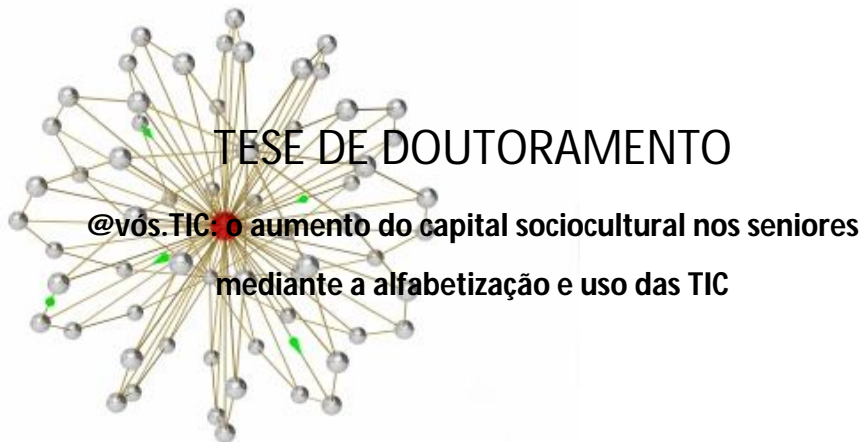 TESE DE DOUTORAMENTO
@vós.TIC: o aumento do capital sociocultural nos seniores
mediante a alfabetização e uso das TIC